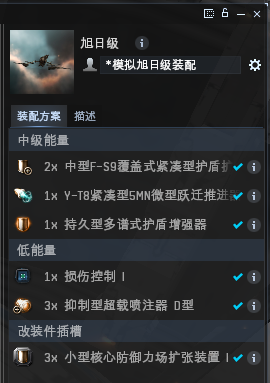 旭日级
*模拟旭日级装配
装配方案 描述
中级能量
2x 中型F-S9覆盖式紧凑型护盾扩
1x Y-T8紧凑型5MN微型跃迁推进
1x 持久型多谱式护盾增强器
低能量
1x 损伤控制 I
3x 抑制型超载喷注器 D型
改装件插槽
3x 小型核心防御力场扩张装置 I